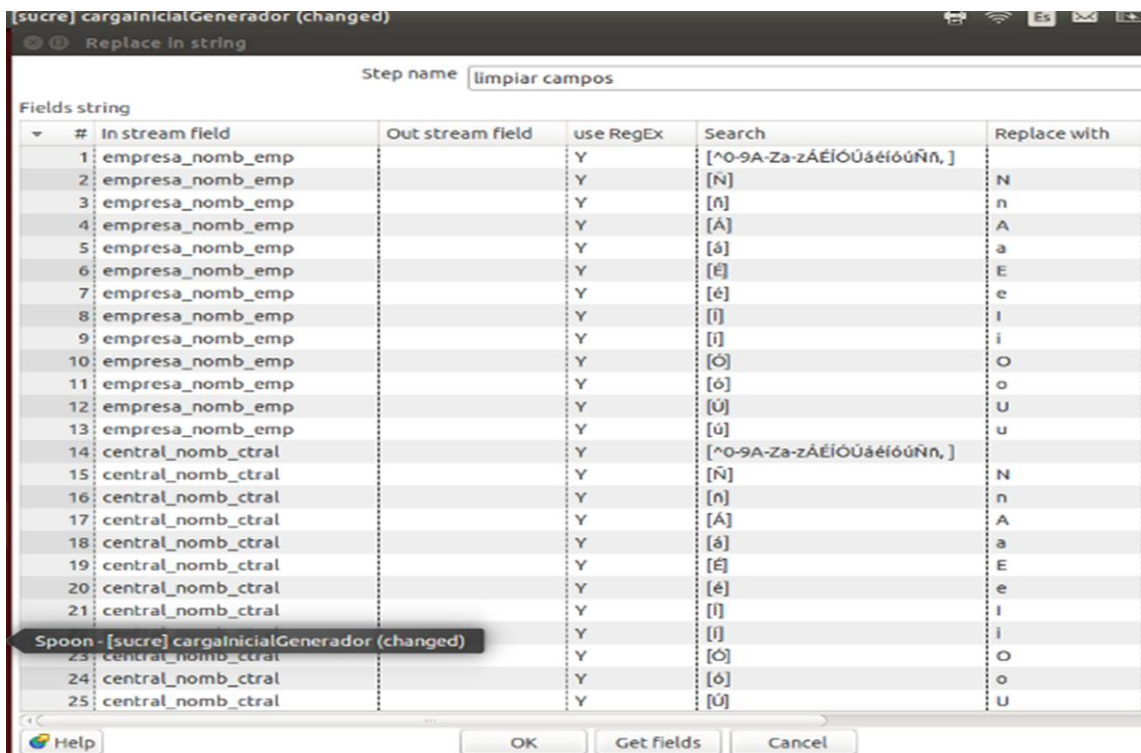 [sucre] cargaInicialGenerador (changed) Es
Replace in string
Step name limpiar campos
Fields string
# In stream field Out stream field use RegEx Search Replace with
1 empresa_nomb_emp Y [^0-9A-Za-zÁÉÍÓÚáéíóúÑñ, ]
2 empresa_nomb_emp Y [Ñ] N
3 empresa_nomb_emp Y [ñ] n
4 empresa_nomb_emp Y [Á] A
5 empresa_nomb_emp Y [á] a
6 empresa_nomb_emp Y [É] E
7 empresa_nomb_emp Y [é] e
8 empresa_nomb_emp Y [Í] I
9 empresa_nomb_emp Y [í] i
10 empresa_nomb_emp Y [Ó] O
11 empresa_nomb_emp Y [ó] o
12 empresa_nomb_emp Y [Ú] U
13 empresa_nomb_emp Y [ú] u
14 central_nomb_ctral Y [^0-9A-Za-zÁÉÍÓÚáéíóúÑñ, ]
15 central_nomb_ctral Y [Ñ] N
16 central_nomb_ctral Y [ñ] n
17 central_nomb_ctral Y [Á] A
18 central_nomb_ctral Y [á] a
19 central_nomb_ctral Y [É] E
20 central_nomb_ctral Y [é] e
21 central_nomb_ctral Y [Í] I
Spoon - [sucre] cargaInicialGenerador (changed) Y [í] i
23 central_nomb_ctral Y [Ó] O
24 central_nomb_ctral Y [ó] o
25 central_nomb_ctral Y [Ú] U
Help OK Get fields Cancel